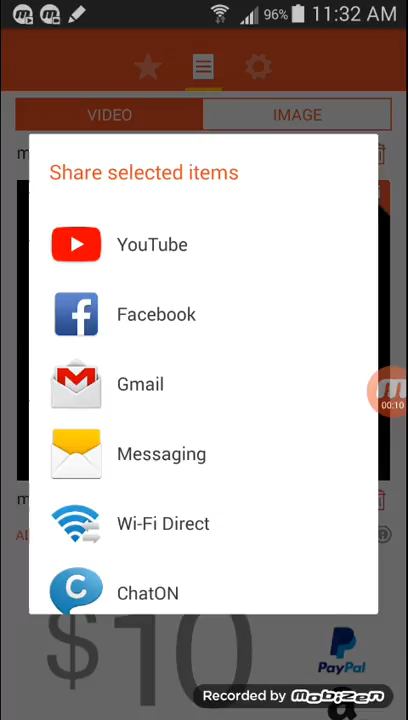 96% 11:32 AM
VIDEO IMAGE
m
Share selected items
YouTube
Facebook
Gmail
Messaging
00:10
Wi-Fi Direct
ChatON
m
$10
PayPal
Recorded by mobizen